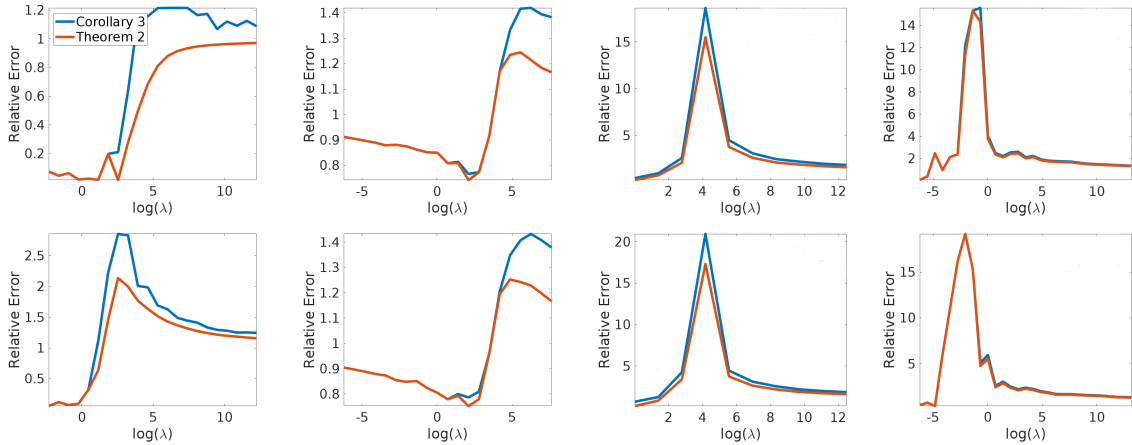 Relative Error
1.2
1
0.8
0.6
0.4
0.2
0 5 10
log(λ)
Corollary 3
Theorem 2
Relative Error
1.4
1.3
1.2
1.1
1
0.9
0.8
-5 0 5
log(λ)
Relative Error
15
10
5
2 4 6 8 10 12
log(λ)
Relative Error
14
12
10
8
6
4
2
-5 0 5 10
log(λ)
Relative Error
2.5
2
1.5
1
0.5
0 5 10
log(λ)
Relative Error
1.4
1.3
1.2
1.1
1
0.9
0.8
-5 0 5
log(λ)
Relative Error
20
15
10
5
2 4 6 8 10 12
log(λ)
Relative Error
15
10
5
-5 0 5 10
log(λ)